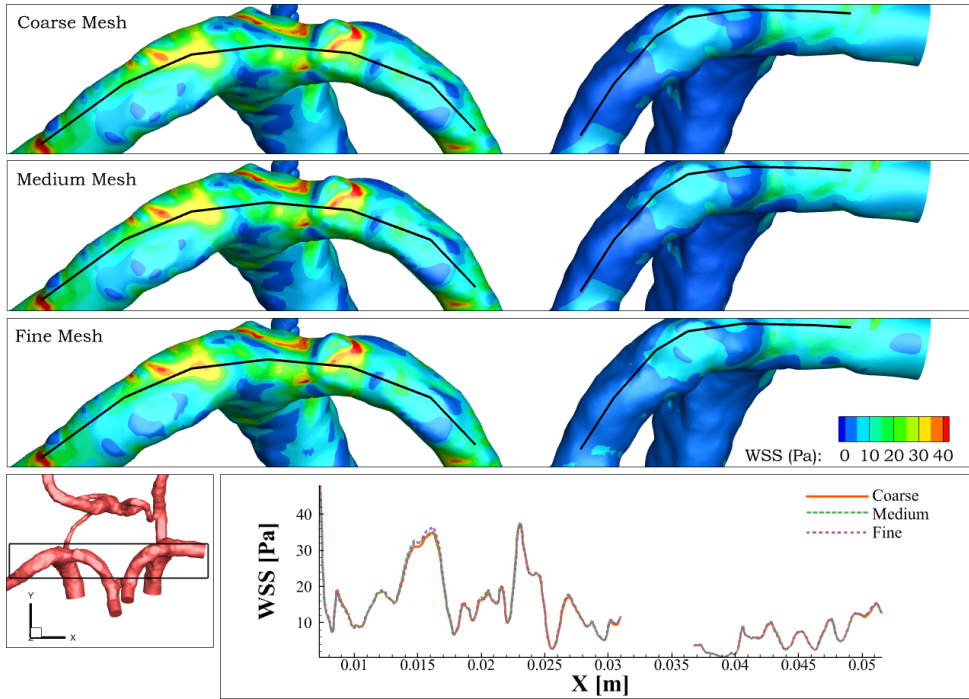 Coarse Mesh
Medium Mesh
Fine Mesh
WSS (Pa): 0 10 20 30 40
Y
Z X
WSS [Pa]
40
30
20
10
Coarse
Medium
Fine
0.01 0.015 0.02 0.025 0.03 0.035 0.04 0.045 0.05
X [m]